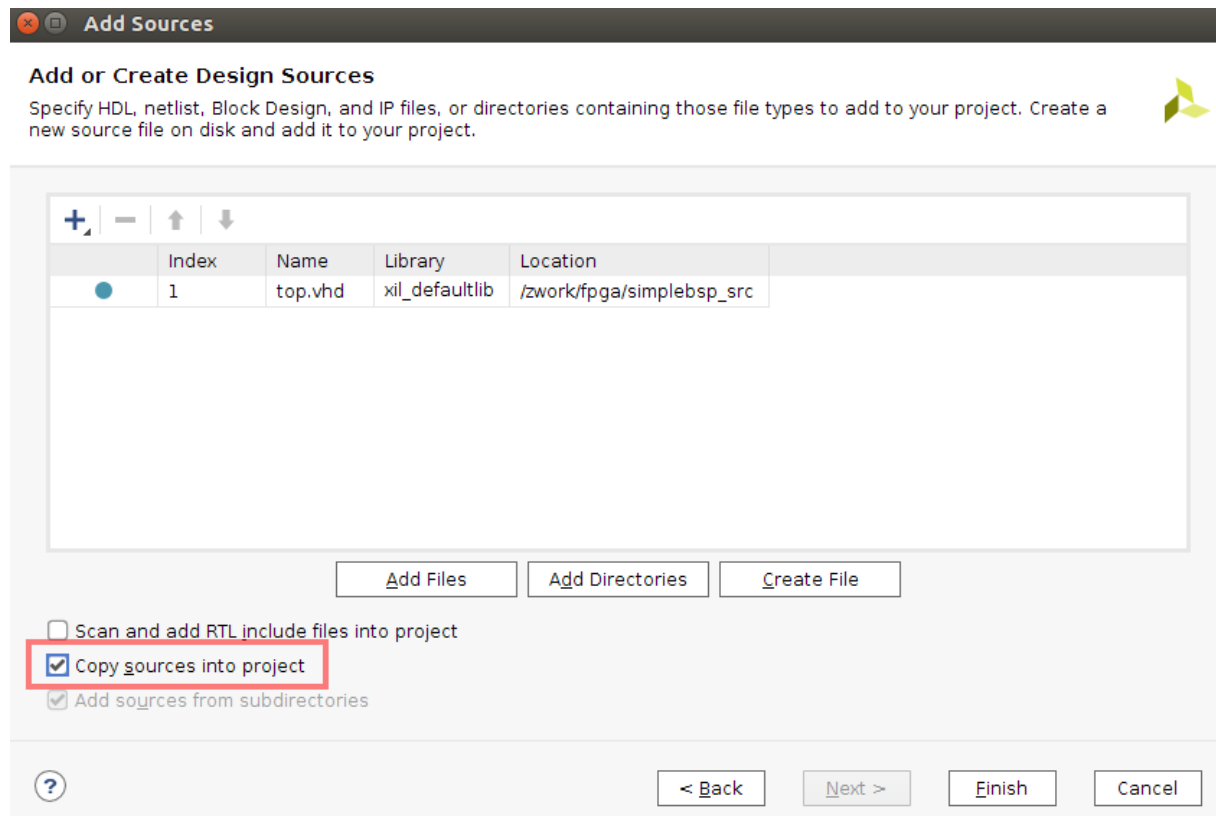 Add Sources
Add or Create Design Sources
Specify HDL, netlist, Block Design, and IP files, or directories containing those file types to add to your project. Create a
new source file on disk and add it to your project.
Index Name Library Location
1 top.vhd xil_defaultlib /zwork/fpga/simplebsp_src
Add Files Add Directories Create File
Scan and add RTL include files into project
Copy sources into project
Add sources from subdirectories
? < Back Next > Finish Cancel